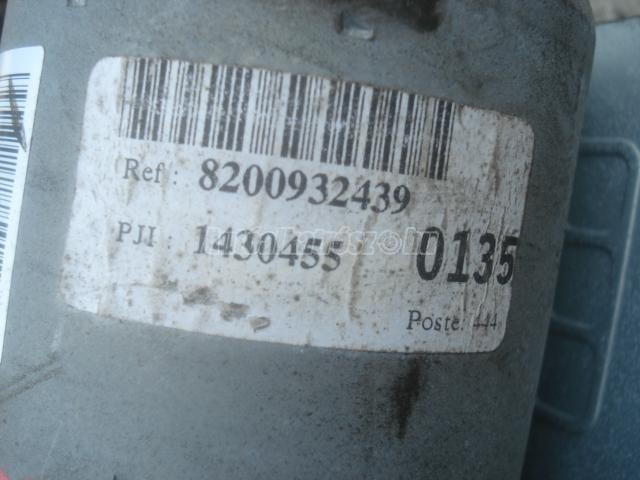 Ref : 8200932439
PJI : 1430455 0135
Poste: 444